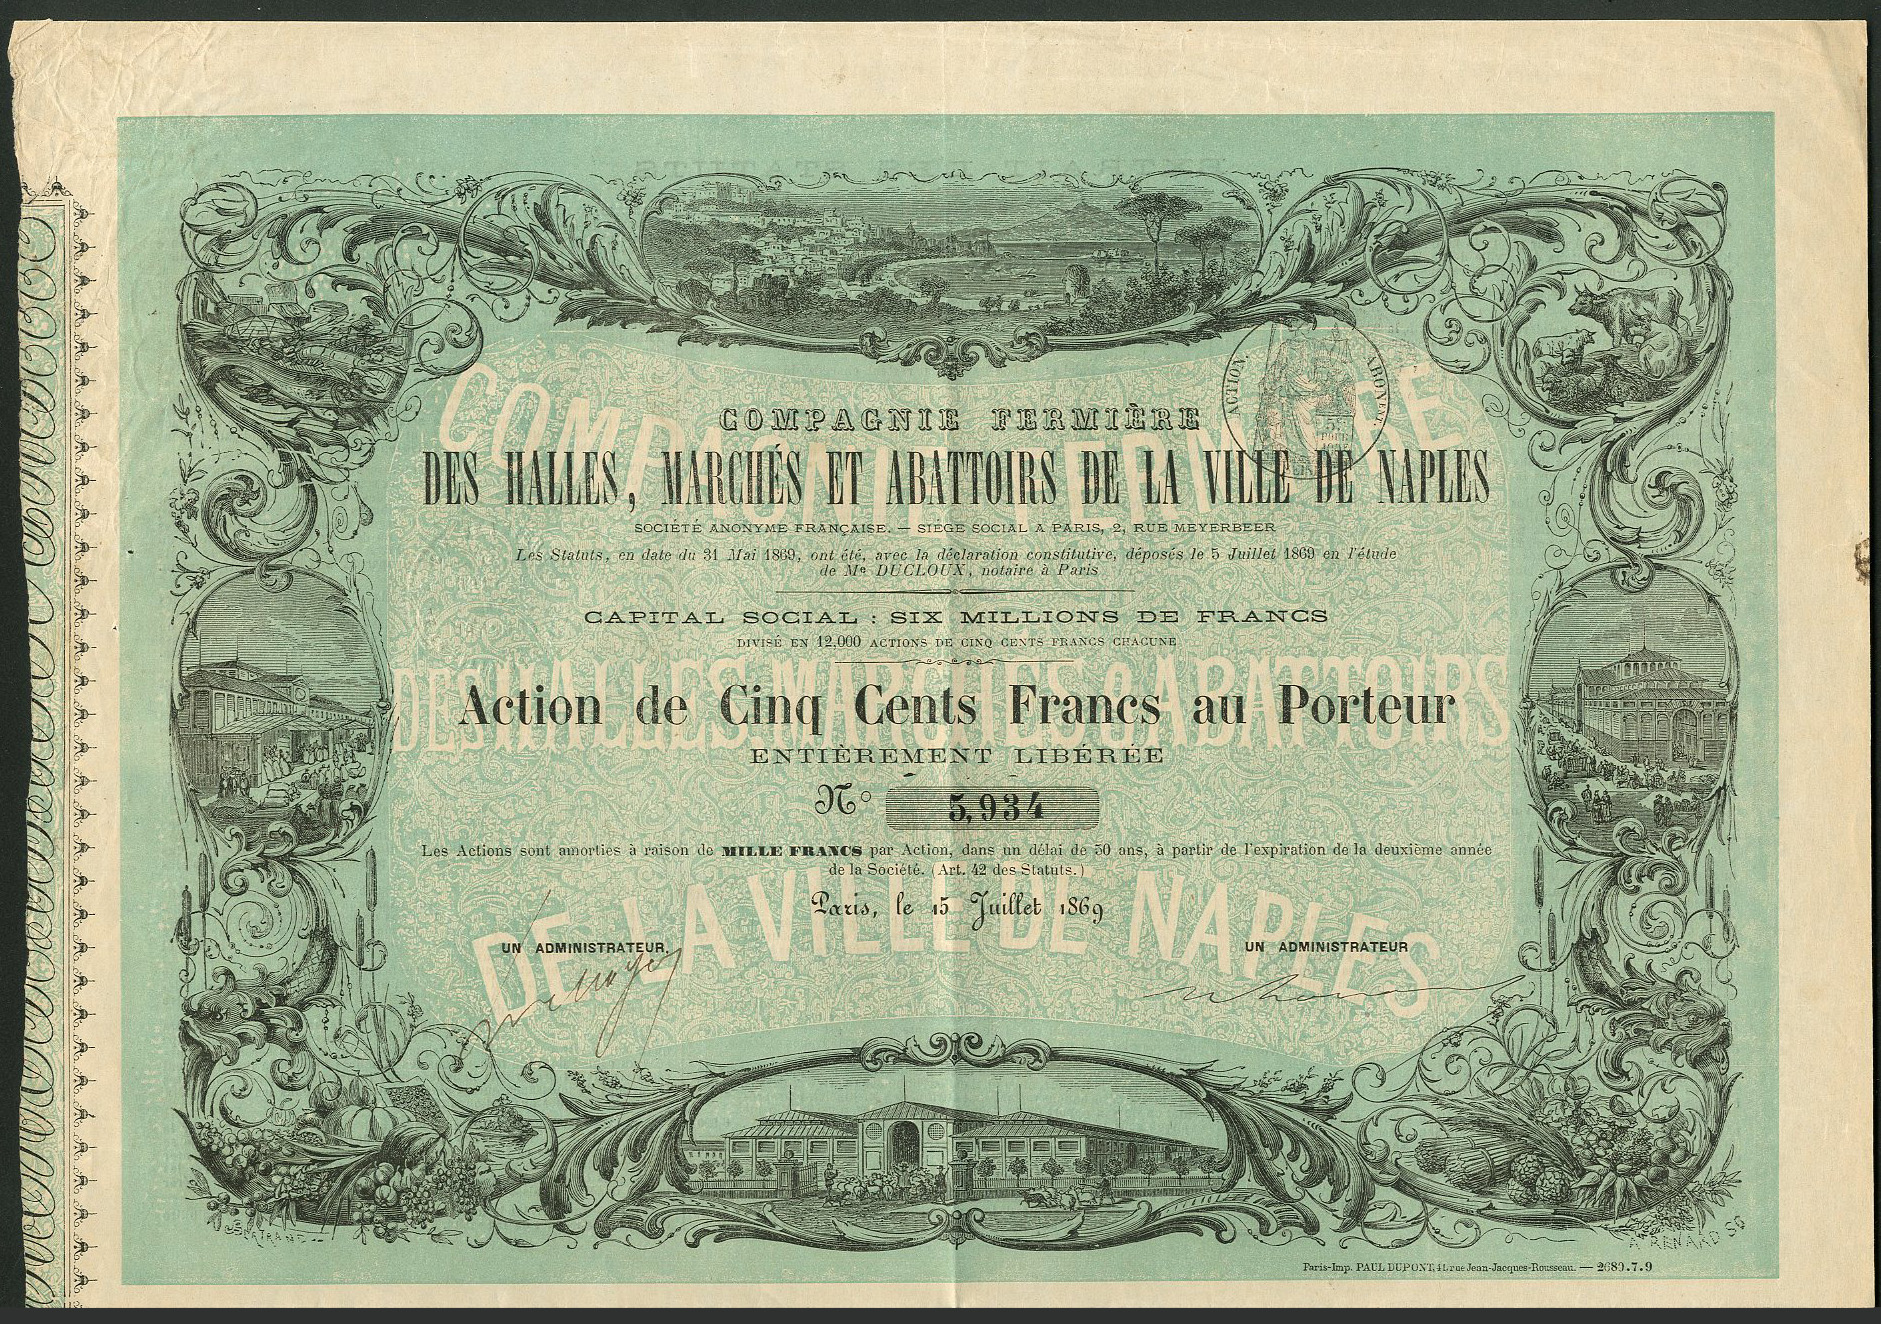 COMPAGNIE FERMIÈRE
DES HALLES, MARCHÉS ET ABATTOIRS DE LA VILLE DE NAPLES
SOCIÉTÉ ANONYME FRANÇAISE. — SIÈGE SOCIAL A PARIS, 2, RUE MEYERBEER
Les Statuts, en date du 31 Mai 1869, ont été, avec la déclaration constitutive, déposés le 5 Juillet 1869 en l'étude
de Me DUCLOUX, notaire à Paris
CAPITAL SOCIAL : SIX MILLIONS DE FRANCS
DIVISÉ EN 12,000 ACTIONS DE CINQ CENTS FRANCS CHACUNE
Action de Cinq Cents Francs au Porteur
ENTIÈREMENT LIBÉRÉE
No 5,934
Les Actions sont amorties à raison de MILLE FRANCS par Action, dans un délai de 50 ans, à partir de l'expiration de la deuxième année
de la Société. (Art. 42 des Statuts.)
Paris, le 15 Juillet 1869
UN ADMINISTRATEUR,
UN ADMINISTRATEUR
COMPAGNIE FERMIÈRE
DES HALLES MARCHÉS & ABATTOIRS
DE LA VILLE DE NAPLES
ACTION. ABONNEMT.
A RENARD SC
Paris-Imp. PAUL DUPONT, 41, rue Jean-Jacques-Rousseau. — 2689.7.9